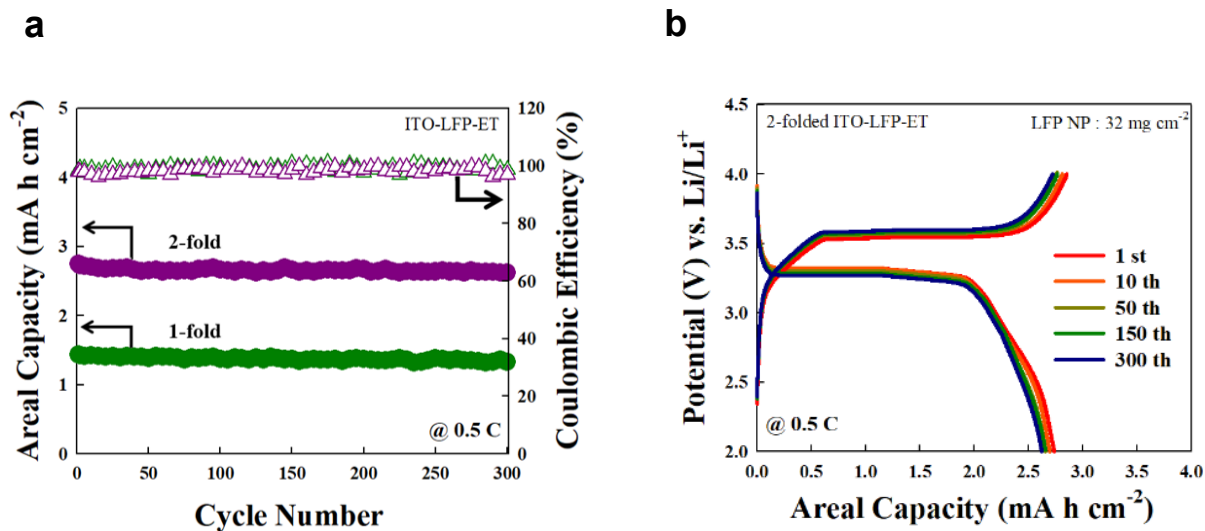 a
Areal Capacity (mA h cm⁻²)
5
4
3
2
1
0
120
100
80
60
40
20
0
Coulombic Efficiency (%)
ITO-LFP-ET
2-fold
1-fold
@ 0.5 C
0 50 100 150 200 250 300
Cycle Number
b
Potential (V) vs. Li/Li⁺
4.5
4.0
3.5
3.0
2.5
2.0
2-folded ITO-LFP-ET
LFP NP : 32 mg cm⁻²
1 st
10 th
50 th
150 th
300 th
@ 0.5 C
0.0 0.5 1.0 1.5 2.0 2.5 3.0 3.5 4.0
Areal Capacity (mA h cm⁻²)